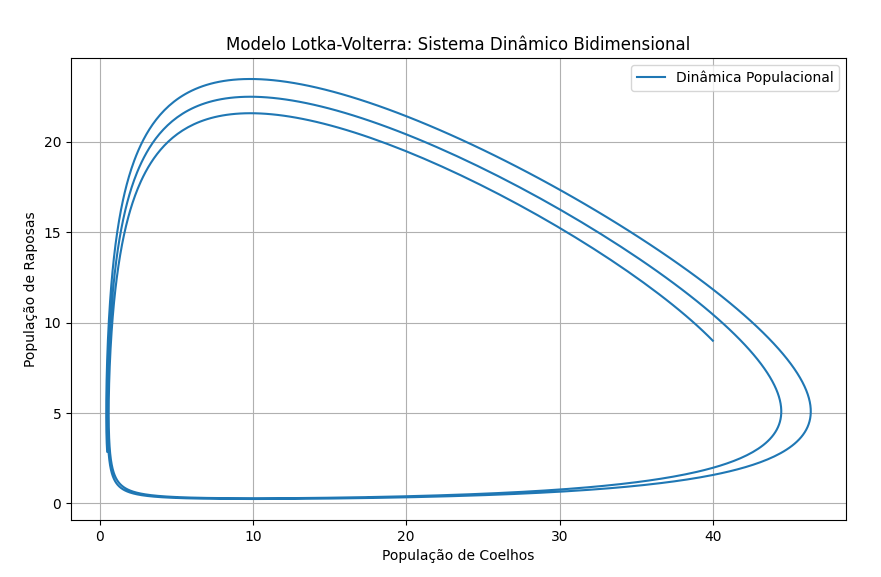 Modelo Lotka-Volterra: Sistema Dinâmico Bidimensional
Dinâmica Populacional
População de Raposas
20
15
10
5
0
0
10
20
30
40
População de Coelhos